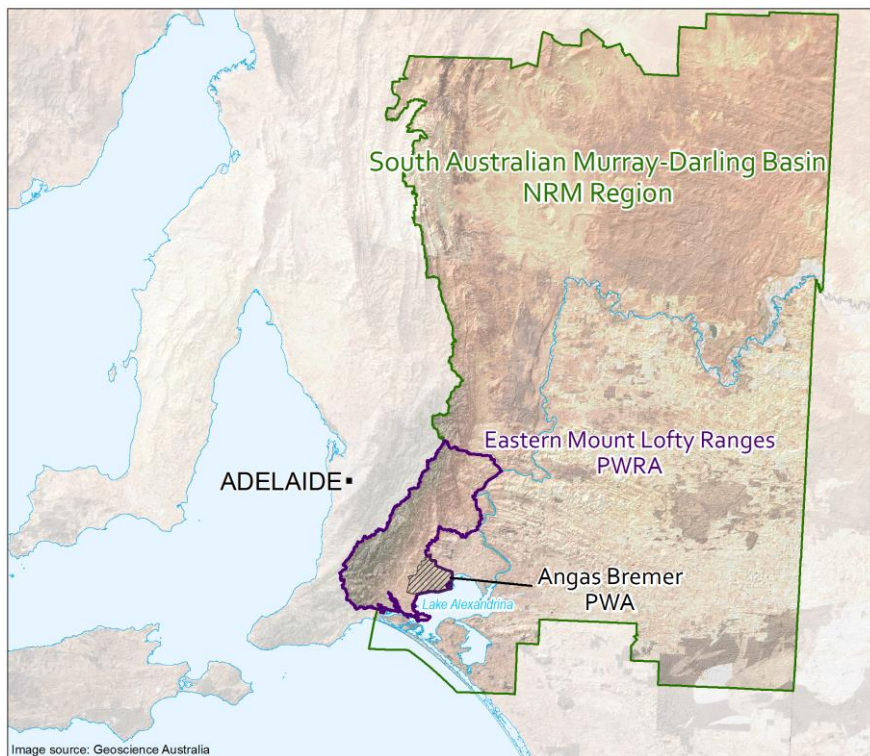 South Australian Murray-Darling Basin
NRM Region
Eastern Mount Lofty Ranges
PWRA
ADELAIDE
Angas Bremer
PWA
Lake Alexandrina
Image source: Geoscience Australia